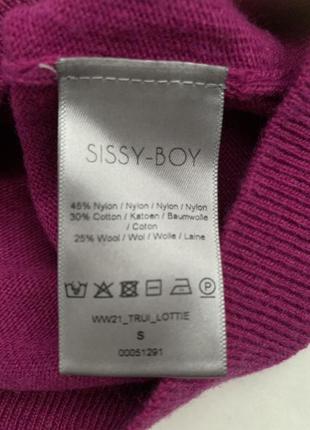 SISSY-BOY
45% Nylon / Nylon / Nylon / Nylon
30% Cotton / Katoen / Baumwolle
/ Coton
25% Wool / Wol / Wolle / Laine
WW21_TRUI_LOTTIE
S
00051291